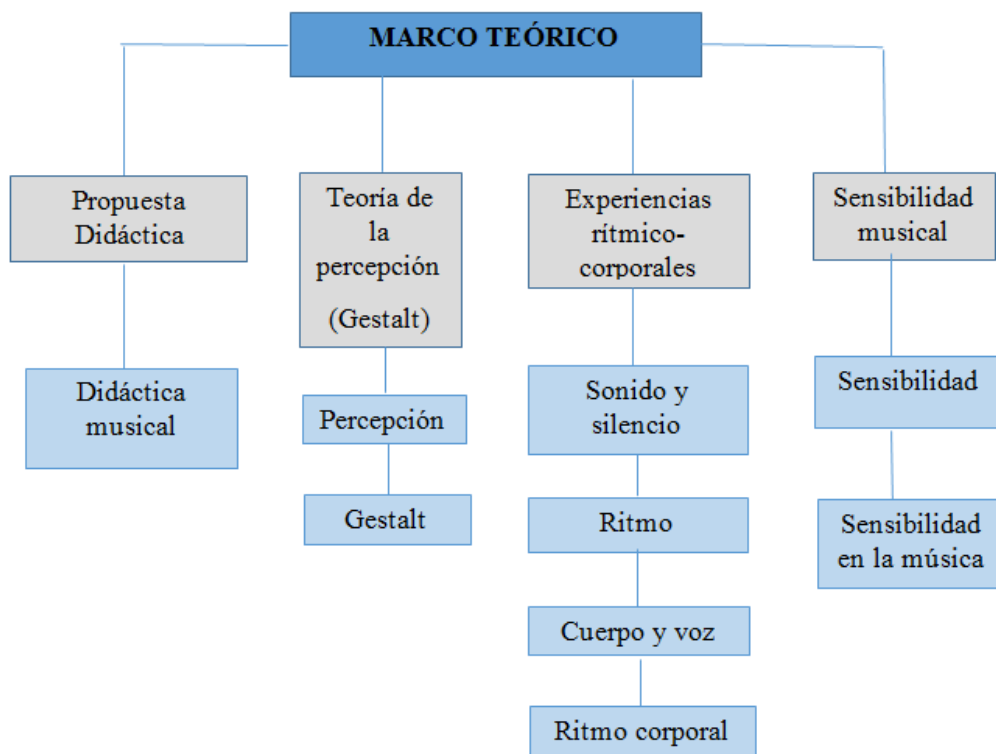 MARCO TEÓRICO
Propuesta
Didáctica
Didáctica
musical
Teoría de
la
percepción
(Gestalt)
Percepción
Gestalt
Experiencias
rítmico-
corporales
Sonido y
silencio
Ritmo
Cuerpo y voz
Ritmo corporal
Sensibilidad
musical
Sensibilidad
Sensibilidad
en la música